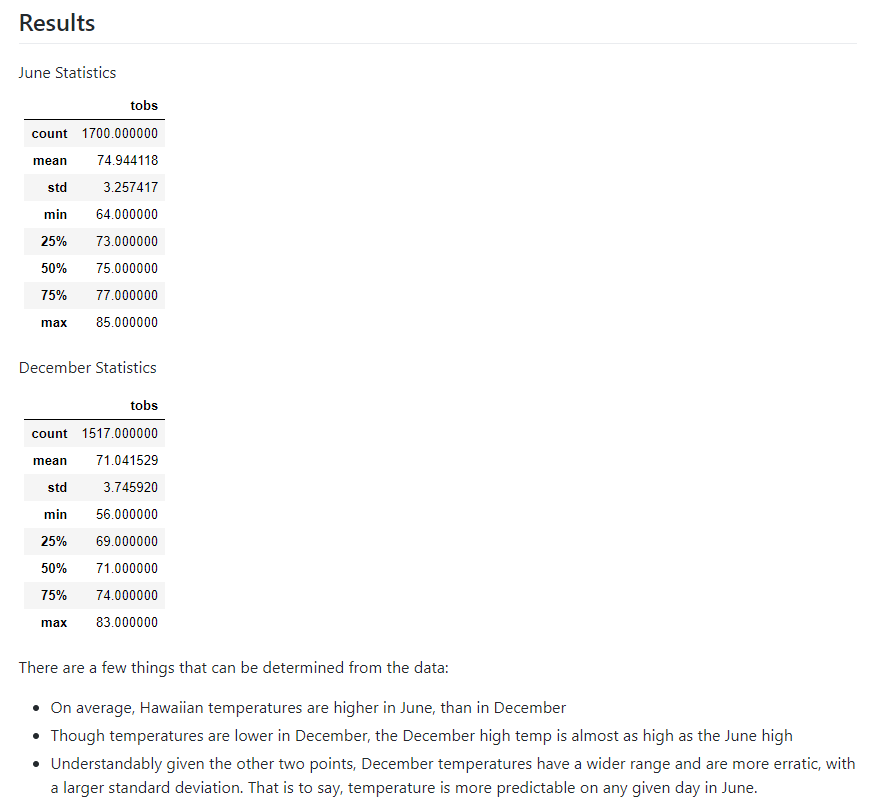 Results
June Statistics
tobs
count 1700.000000
mean 74.944118
std 3.257417
min 64.000000
25% 73.000000
50% 75.000000
75% 77.000000
max 85.000000
December Statistics
tobs
count 1517.000000
mean 71.041529
std 3.745920
min 56.000000
25% 69.000000
50% 71.000000
75% 74.000000
max 83.000000
There are a few things that can be determined from the data:
• On average, Hawaiian temperatures are higher in June, than in December
• Though temperatures are lower in December, the December high temp is almost as high as the June high
• Understandably given the other two points, December temperatures have a wider range and are more erratic, with
a larger standard deviation. That is to say, temperature is more predictable on any given day in June.